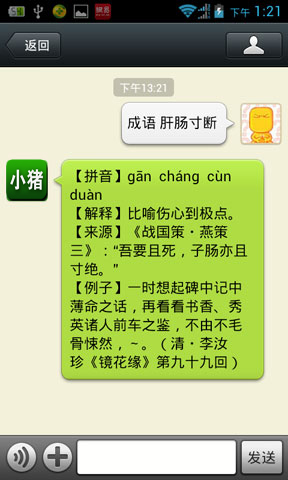 下午 1:21
返回
下午13:21
成语 肝肠寸断
小猪
【拼音】gān cháng cùn
duàn
【解释】比喻伤心到极点。
【来源】《战国策·燕策
三》：“吾要且死，子肠亦且
寸绝。”
【例子】一时想起碑中记中
薄命之话，再看看书香、秀
英诸人前车之鉴，不由不毛
骨悚然，~。（清·李汝
珍《镜花缘》第九十九回）
发送